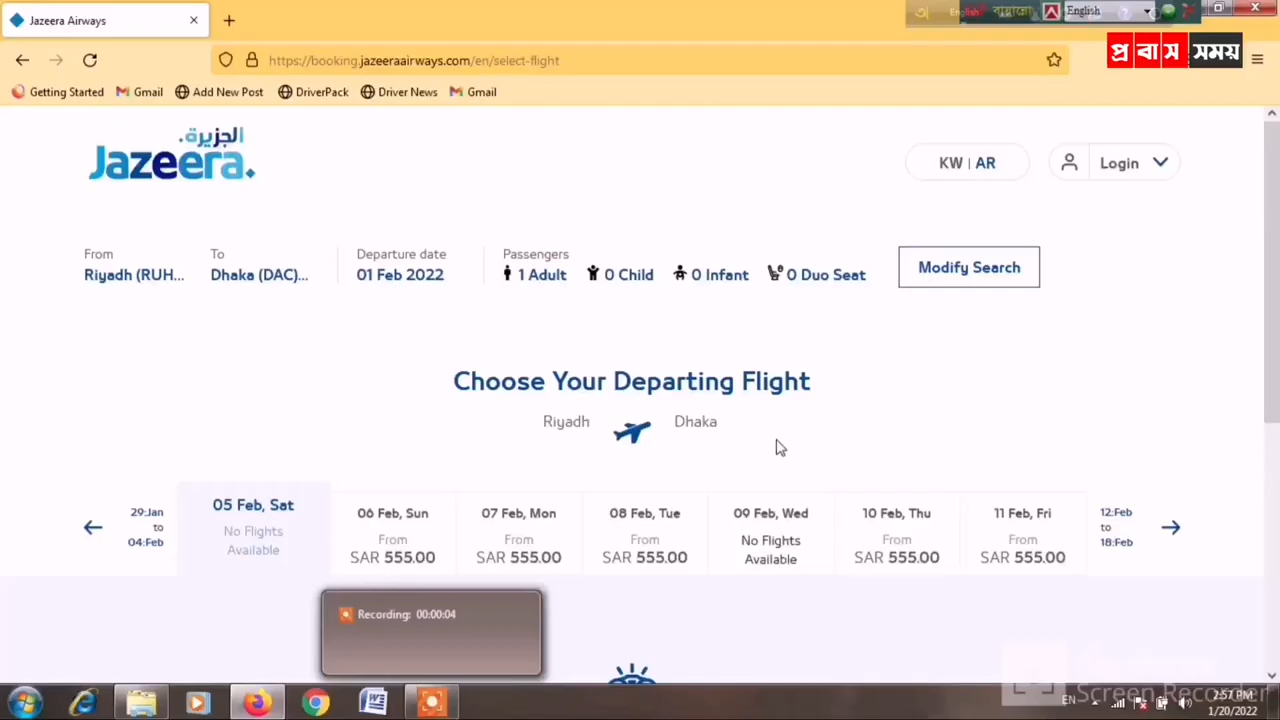 Jazeera Airways
English
বায়ান্নো
English
প্রবাস সময়
https://booking.jazeeraairways.com/en/select-flight
Getting Started
Gmail
Add New Post
DriverPack
Driver News
Gmail
الجزيرة.
Jazeera.
KW | AR
Login
From
To
Departure date
Passengers
Riyadh (RUH...
Dhaka (DAC)...
01 Feb 2022
1 Adult
0 Child
0 Infant
0 Duo Seat
Modify Search
Choose Your Departing Flight
Riyadh
Dhaka
29:Jan
to
04:Feb
05 Feb, Sat
No Flights
Available
06 Feb, Sun
From
SAR 555.00
07 Feb, Mon
From
SAR 555.00
08 Feb, Tue
From
SAR 555.00
09 Feb, Wed
No Flights
Available
10 Feb, Thu
From
SAR 555.00
11 Feb, Fri
From
SAR 555.00
12:Feb
to
18:Feb
Recording: 00:00:04
Screen Recorder
EN
2:57 PM
1/20/2022